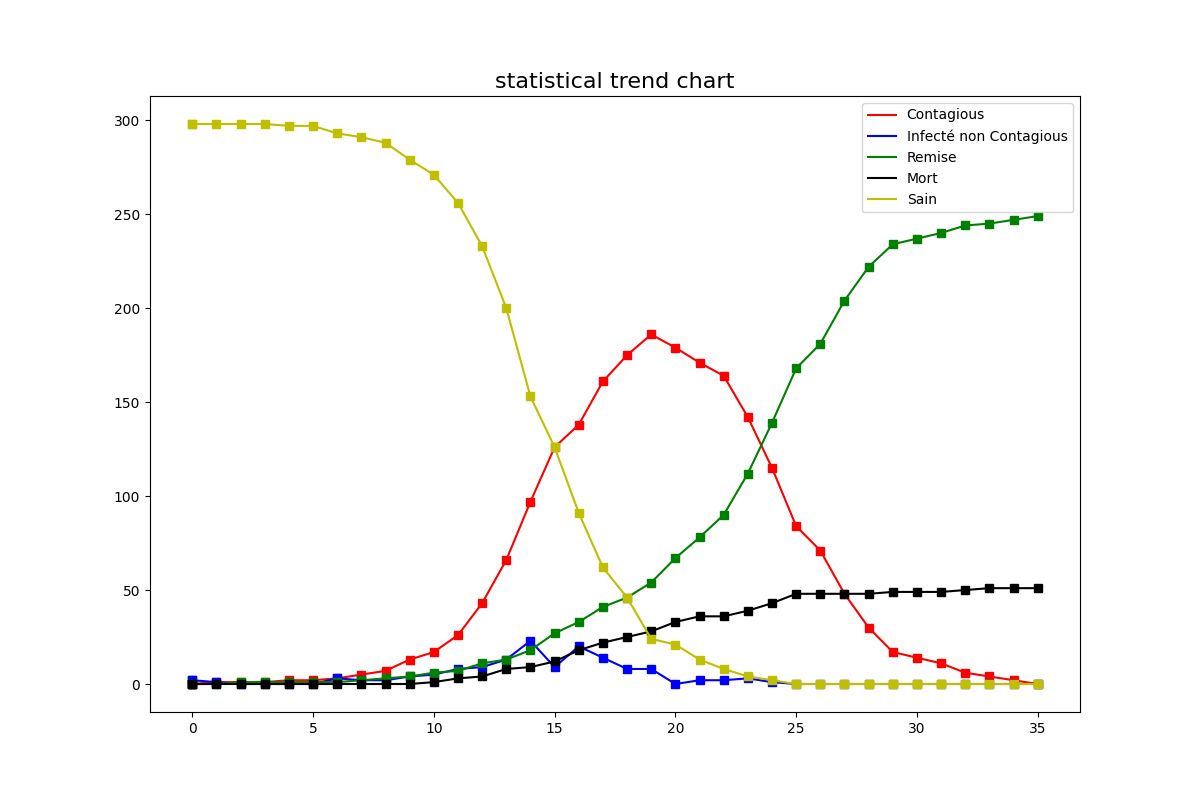 statistical trend chart
Contagious
Infecté non Contagious
Remise
Mort
Sain
300
250
200
150
100
50
0
0 5 10 15 20 25 30 35